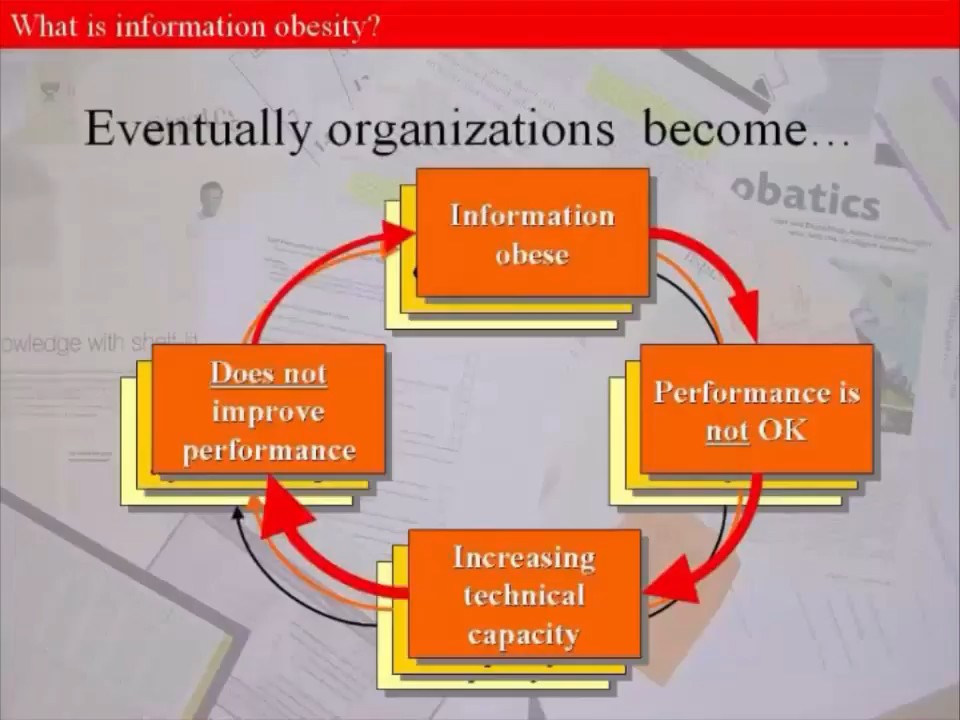 What is information obesity?
Eventually organizations become...
obatics
Information
obese
owledge with shelf-lif
Does not
improve
performance
Performance is
not OK
Increasing
technical
capacity